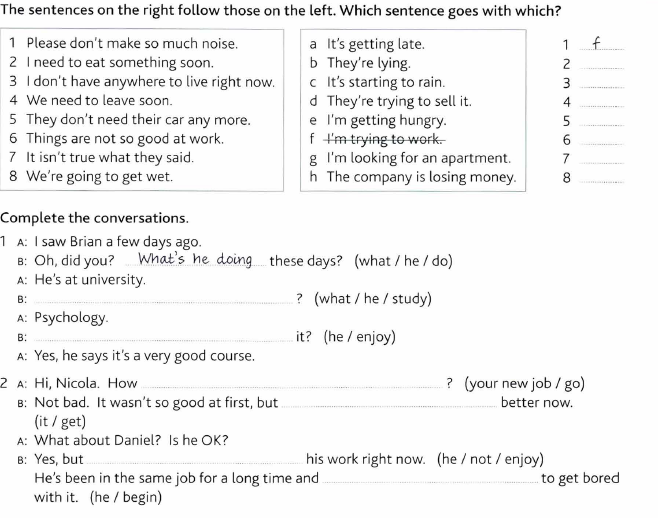 The sentences on the right follow those on the left. Which sentence goes with which?
1 Please don't make so much noise.
2 I need to eat something soon.
3 I don't have anywhere to live right now.
4 We need to leave soon.
5 They don't need their car any more.
6 Things are not so good at work.
7 It isn't true what they said.
8 We're going to get wet.
a It's getting late.
b They're lying.
c It's starting to rain.
d They're trying to sell it.
e I'm getting hungry.
f I'm trying to work.
g I'm looking for an apartment.
h The company is losing money.
1 f
2
3
4
5
6
7
8
Complete the conversations.
1 A: I saw Brian a few days ago.
B: Oh, did you? What's he doing these days? (what / he / do)
A: He's at university.
B: ? (what / he / study)
A: Psychology.
B: it? (he / enjoy)
A: Yes, he says it's a very good course.
2 A: Hi, Nicola. How ? (your new job / go)
B: Not bad. It wasn't so good at first, but better now.
(it / get)
A: What about Daniel? Is he OK?
B: Yes, but his work right now. (he / not / enjoy)
He's been in the same job for a long time and to get bored
with it. (he / begin)